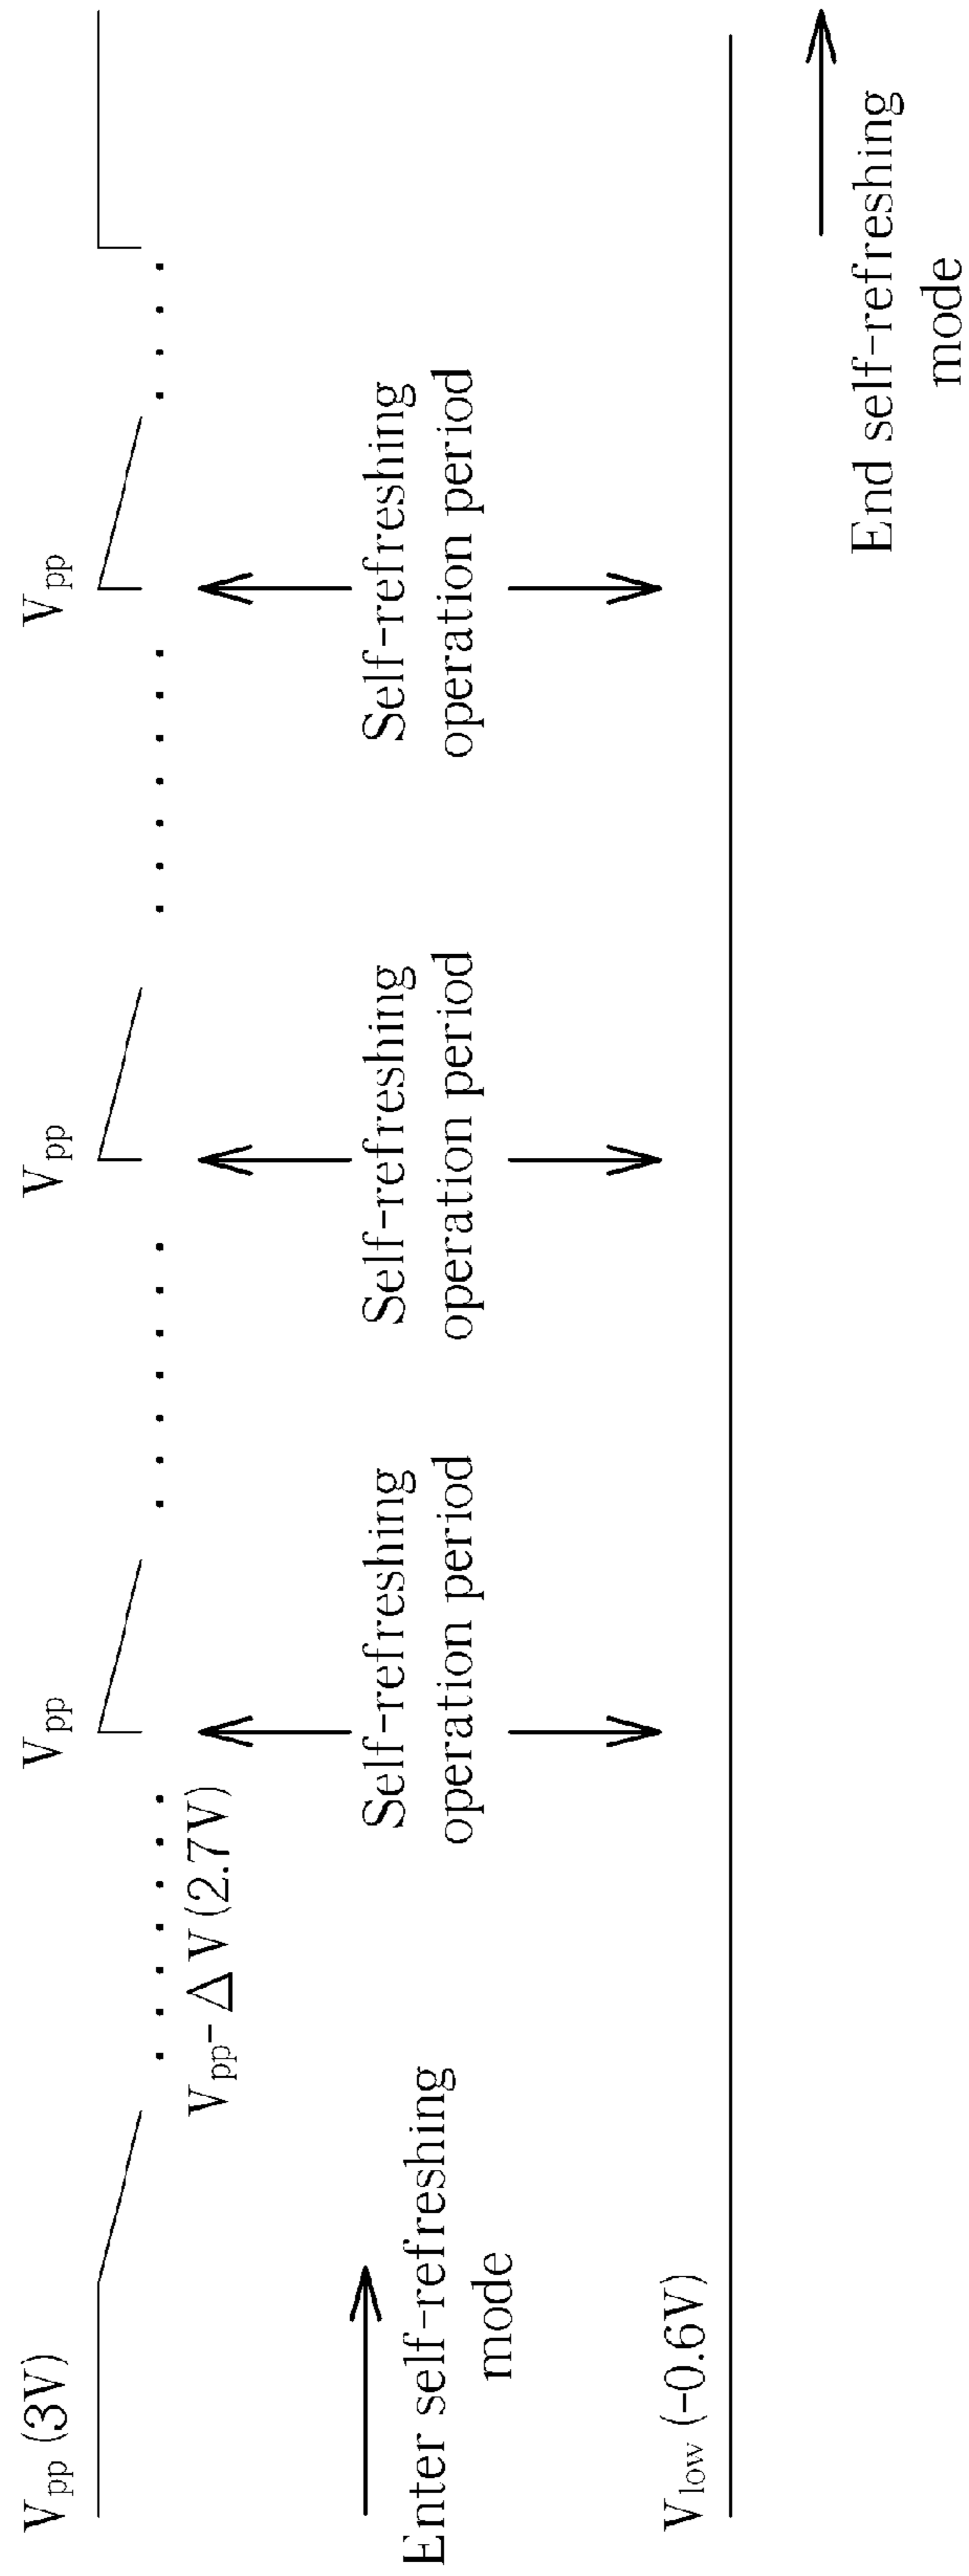 Vpp (3V)
Vpp-△V (2.7V)
Vpp
Vpp
Vpp
Enter self-refreshing
mode
Self-refreshing
operation period
Self-refreshing
operation period
Self-refreshing
operation period
Vlow (-0.6V)
End self-refreshing
mode